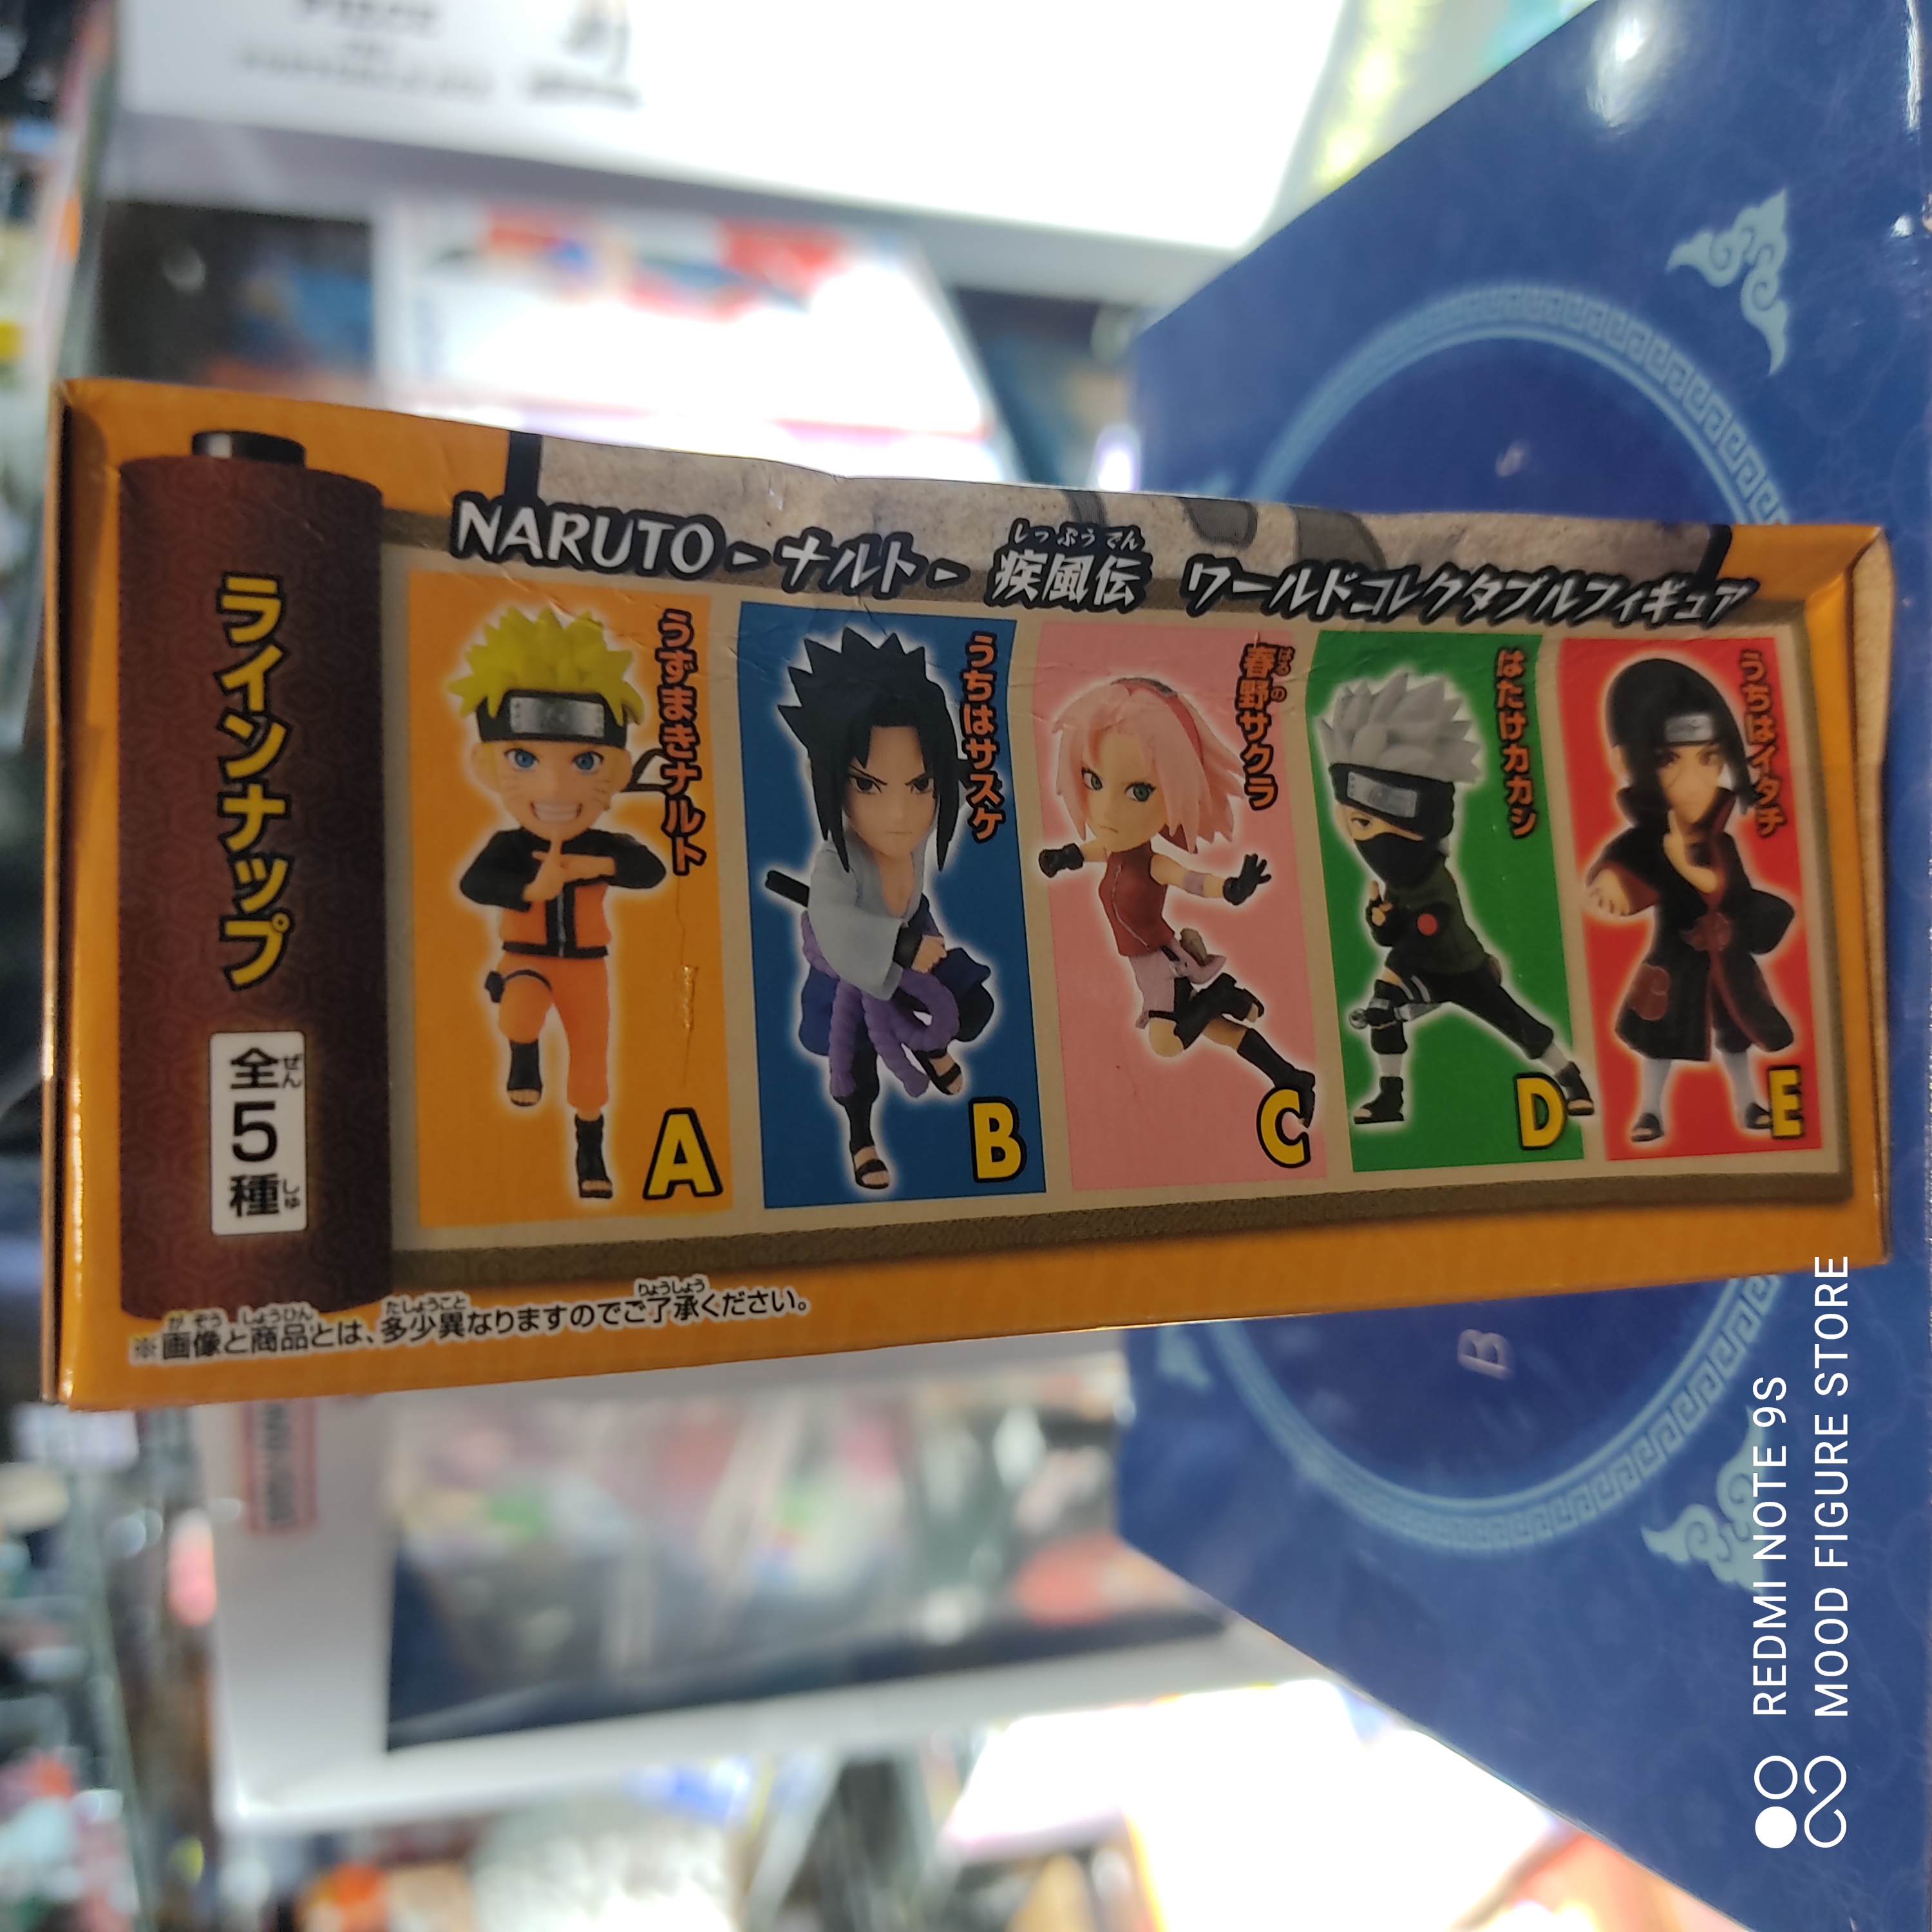 NARUTO-ナルト- 疾風伝 ワールドコレクタブルフィギュア
しっぷうでん
ラインナップ
全5種
ぜん
しゅ
うずまきナルト
A
うちはサスケ
B
春野サクラ
はるの
C
はたけカカシ
D
うちはイタチ
E
※画像と商品とは、多少異なりますのでご了承ください。
がぞう しょうひん たしょうこと りょうしょう
B
REDMI NOTE 9S
MOOD FIGURE STORE